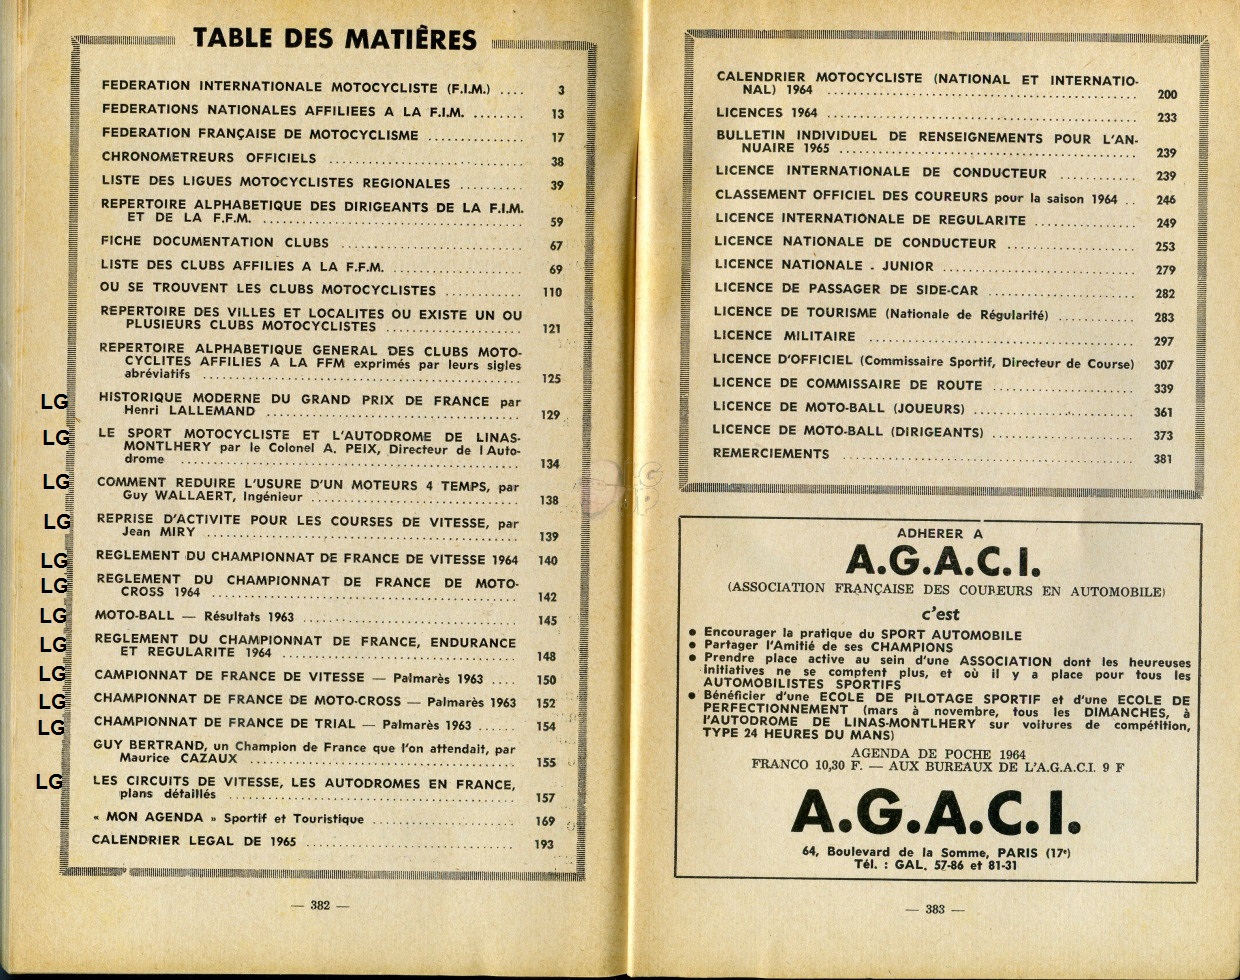 TABLE DES MATIÈRES
FEDERATION INTERNATIONALE MOTOCYCLISTE (F.I.M.) .... 3
FEDERATIONS NATIONALES AFFILIEES A LA F.I.M. ........ 13
FEDERATION FRANÇAISE DE MOTOCYCLISME ............ 17
CHRONOMETREURS OFFICIELS ........................ 38
LISTE DES LIGUES MOTOCYCLISTES REGIONALES .......... 39
REPERTOIRE ALPHABETIQUE DES DIRIGEANTS DE LA F.I.M.
ET DE LA F.F.M. ................................ 59
FICHE DOCUMENTATION CLUBS ...................... 67
LISTE DES CLUBS AFFILIES A LA F.F.M. ................ 69
OU SE TROUVENT LES CLUBS MOTOCYCLISTES ............ 110
REPERTOIRE DES VILLES ET LOCALITES OU EXISTE UN OU
PLUSIEURS CLUBS MOTOCYCLISTES .................. 121
REPERTOIRE ALPHABETIQUE GENERAL DES CLUBS MOTO-
CYCLITES AFFILIES A LA FFM exprimés par leurs sigles
abréviatifs ........................................ 125
LG HISTORIQUE MODERNE DU GRAND PRIX DE FRANCE par
Henri LALLEMAND ................................ 129
LG LE SPORT MOTOCYCLISTE ET L'AUTODROME DE LINAS-
MONTLHERY par le Colonel A. PEIX, Directeur de l'Auto-
drome .......................................... 134
LG COMMENT REDUIRE L'USURE D'UN MOTEURS 4 TEMPS, par
Guy WALLAERT, Ingénieur .......................... 138
LG REPRISE D'ACTIVITE POUR LES COURSES DE VITESSE, par
Jean MIRY ........................................ 139
LG REGLEMENT DU CHAMPIONNAT DE FRANCE DE VITESSE 1964 140
LG REGLEMENT DU CHAMPIONNAT DE FRANCE DE MOTO-
CROSS 1964 ...................................... 142
LG MOTO-BALL — Résultats 1963 .......................... 145
LG REGLEMENT DU CHAMPIONNAT DE FRANCE, ENDURANCE
ET REGULARITE 1964 .............................. 148
LG CAMPIONNAT DE FRANCE DE VITESSE — Palmarès 1963 .... 150
LG CHAMPIONNAT DE FRANCE DE MOTO-CROSS — Palmarès 1963 152
LG CHAMPIONNAT DE FRANCE DE TRIAL — Palmarès 1963 ...... 154
GUY BERTRAND, un Champion de France que l'on attendait, par
Maurice CAZAUX .................................. 155
LG LES CIRCUITS DE VITESSE, LES AUTODROMES EN FRANCE,
plans détaillés .................................... 157
« MON AGENDA » Sportif et Touristique .................. 169
CALENDRIER LEGAL DE 1965 .......................... 193
— 382 —
CALENDRIER MOTOCYCLISTE (NATIONAL ET INTERNATIO-
NAL) 1964 ...................................... 200
LICENCES 1964 ...................................... 233
BULLETIN INDIVIDUEL DE RENSEIGNEMENTS POUR L'AN-
NUAIRE 1965 .................................... 239
LICENCE INTERNATIONALE DE CONDUCTEUR ............ 239
CLASSEMENT OFFICIEL DES COUREURS pour la saison 1964 .. 246
LICENCE INTERNATIONALE DE REGULARITE .............. 249
LICENCE NATIONALE DE CONDUCTEUR .................. 253
LICENCE NATIONALE - JUNIOR ........................ 279
LICENCE DE PASSAGER DE SIDE-CAR .................... 282
LICENCE DE TOURISME (Nationale de Régularité) ............ 283
LICENCE MILITAIRE .................................. 297
LICENCE D'OFFICIEL (Commissaire Sportif, Directeur de Course) 307
LICENCE DE COMMISSAIRE DE ROUTE .................. 339
LICENCE DE MOTO-BALL (JOUEURS) .................... 361
LICENCE DE MOTO-BALL (DIRIGEANTS) ................ 373
REMERCIEMENTS .................................... 381
ADHERER A
A.G.A.C.I.
(ASSOCIATION FRANÇAISE DES COUREURS EN AUTOMOBILE)
c'est
● Encourager la pratique du SPORT AUTOMOBILE
● Partager l'Amitié de ses CHAMPIONS
● Prendre place active au sein d'une ASSOCIATION dont les heureuses
initiatives ne se comptent plus, et où il y a place pour tous les
AUTOMOBILISTES SPORTIFS
● Bénéficier d'une ECOLE DE PILOTAGE SPORTIF et d'une ECOLE DE
PERFECTIONNEMENT (mars à novembre, tous les DIMANCHES, à
l'AUTODROME DE LINAS-MONTLHERY sur voitures de compétition,
TYPE 24 HEURES DU MANS)
AGENDA DE POCHE 1964
FRANCO 10,30 F. — AUX BUREAUX DE L'A.G.A.C.I. 9 F
A.G.A.C.I.
64, Boulevard de la Somme, PARIS (17e)
Tél. : GAL. 57-86 et 81-31
— 383 —